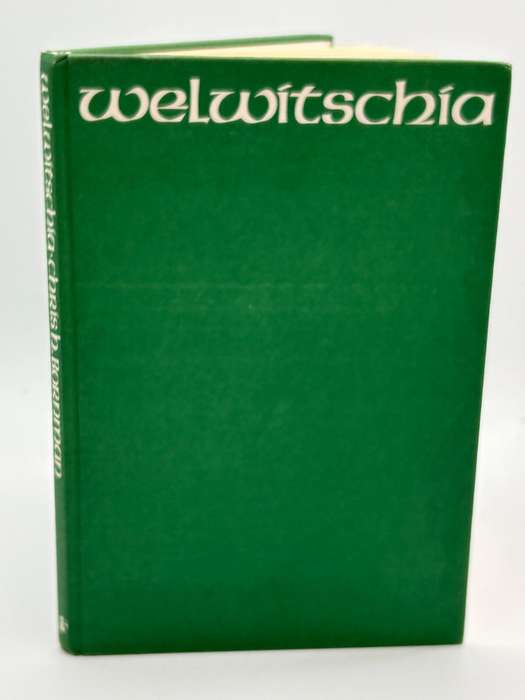 welwitschia
welwitschia · chris h. bornman